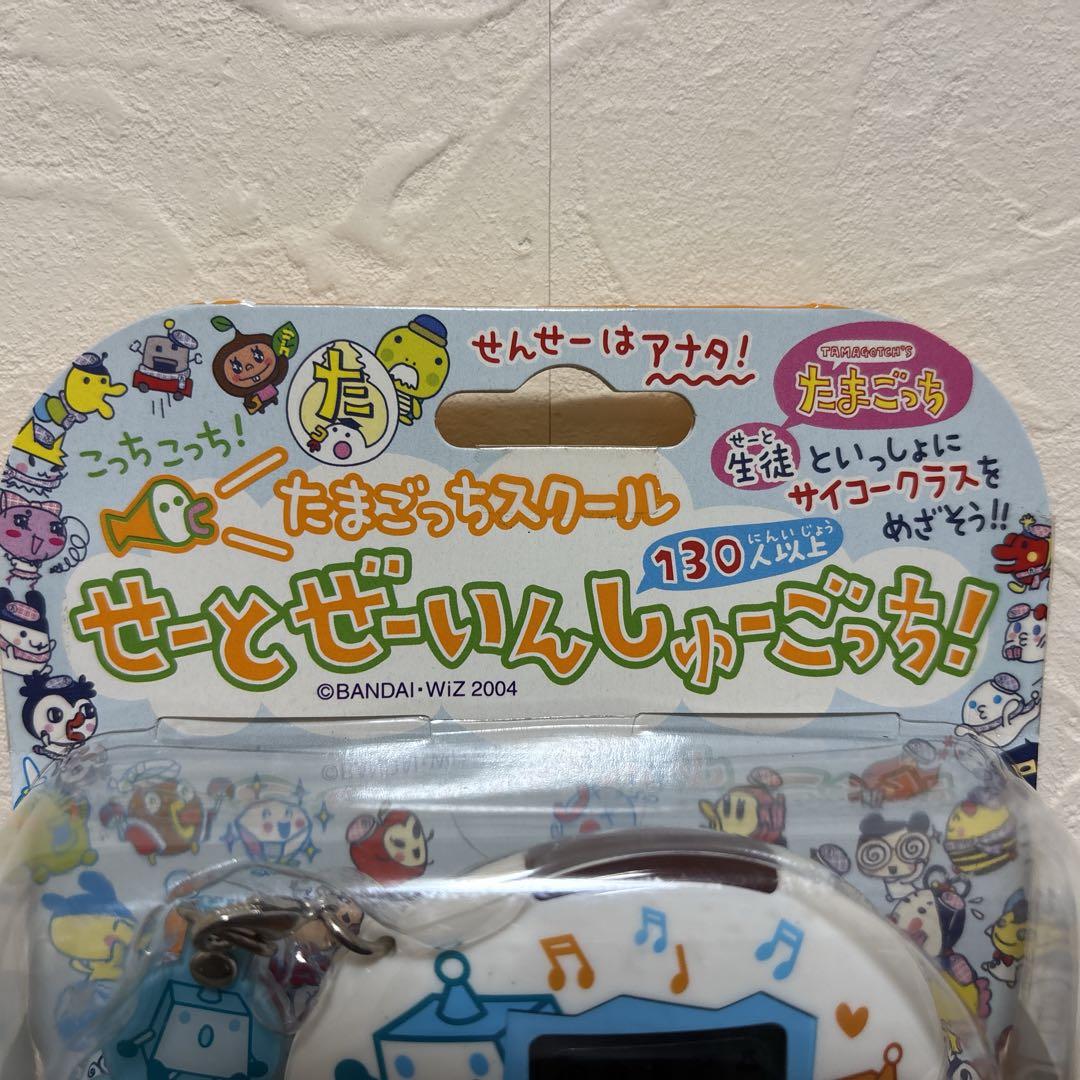 せんせーはアナタ!
TAMAGOTCH'S
たまごっち
せーと
生徒といっしょに
サイコークラスを
めざそう!!
こっちこっち!
た
たまごっちスクール
にんいじょう
130人以上
せーとぜーいんしゅーごっち!
©BANDAI・WiZ 2004